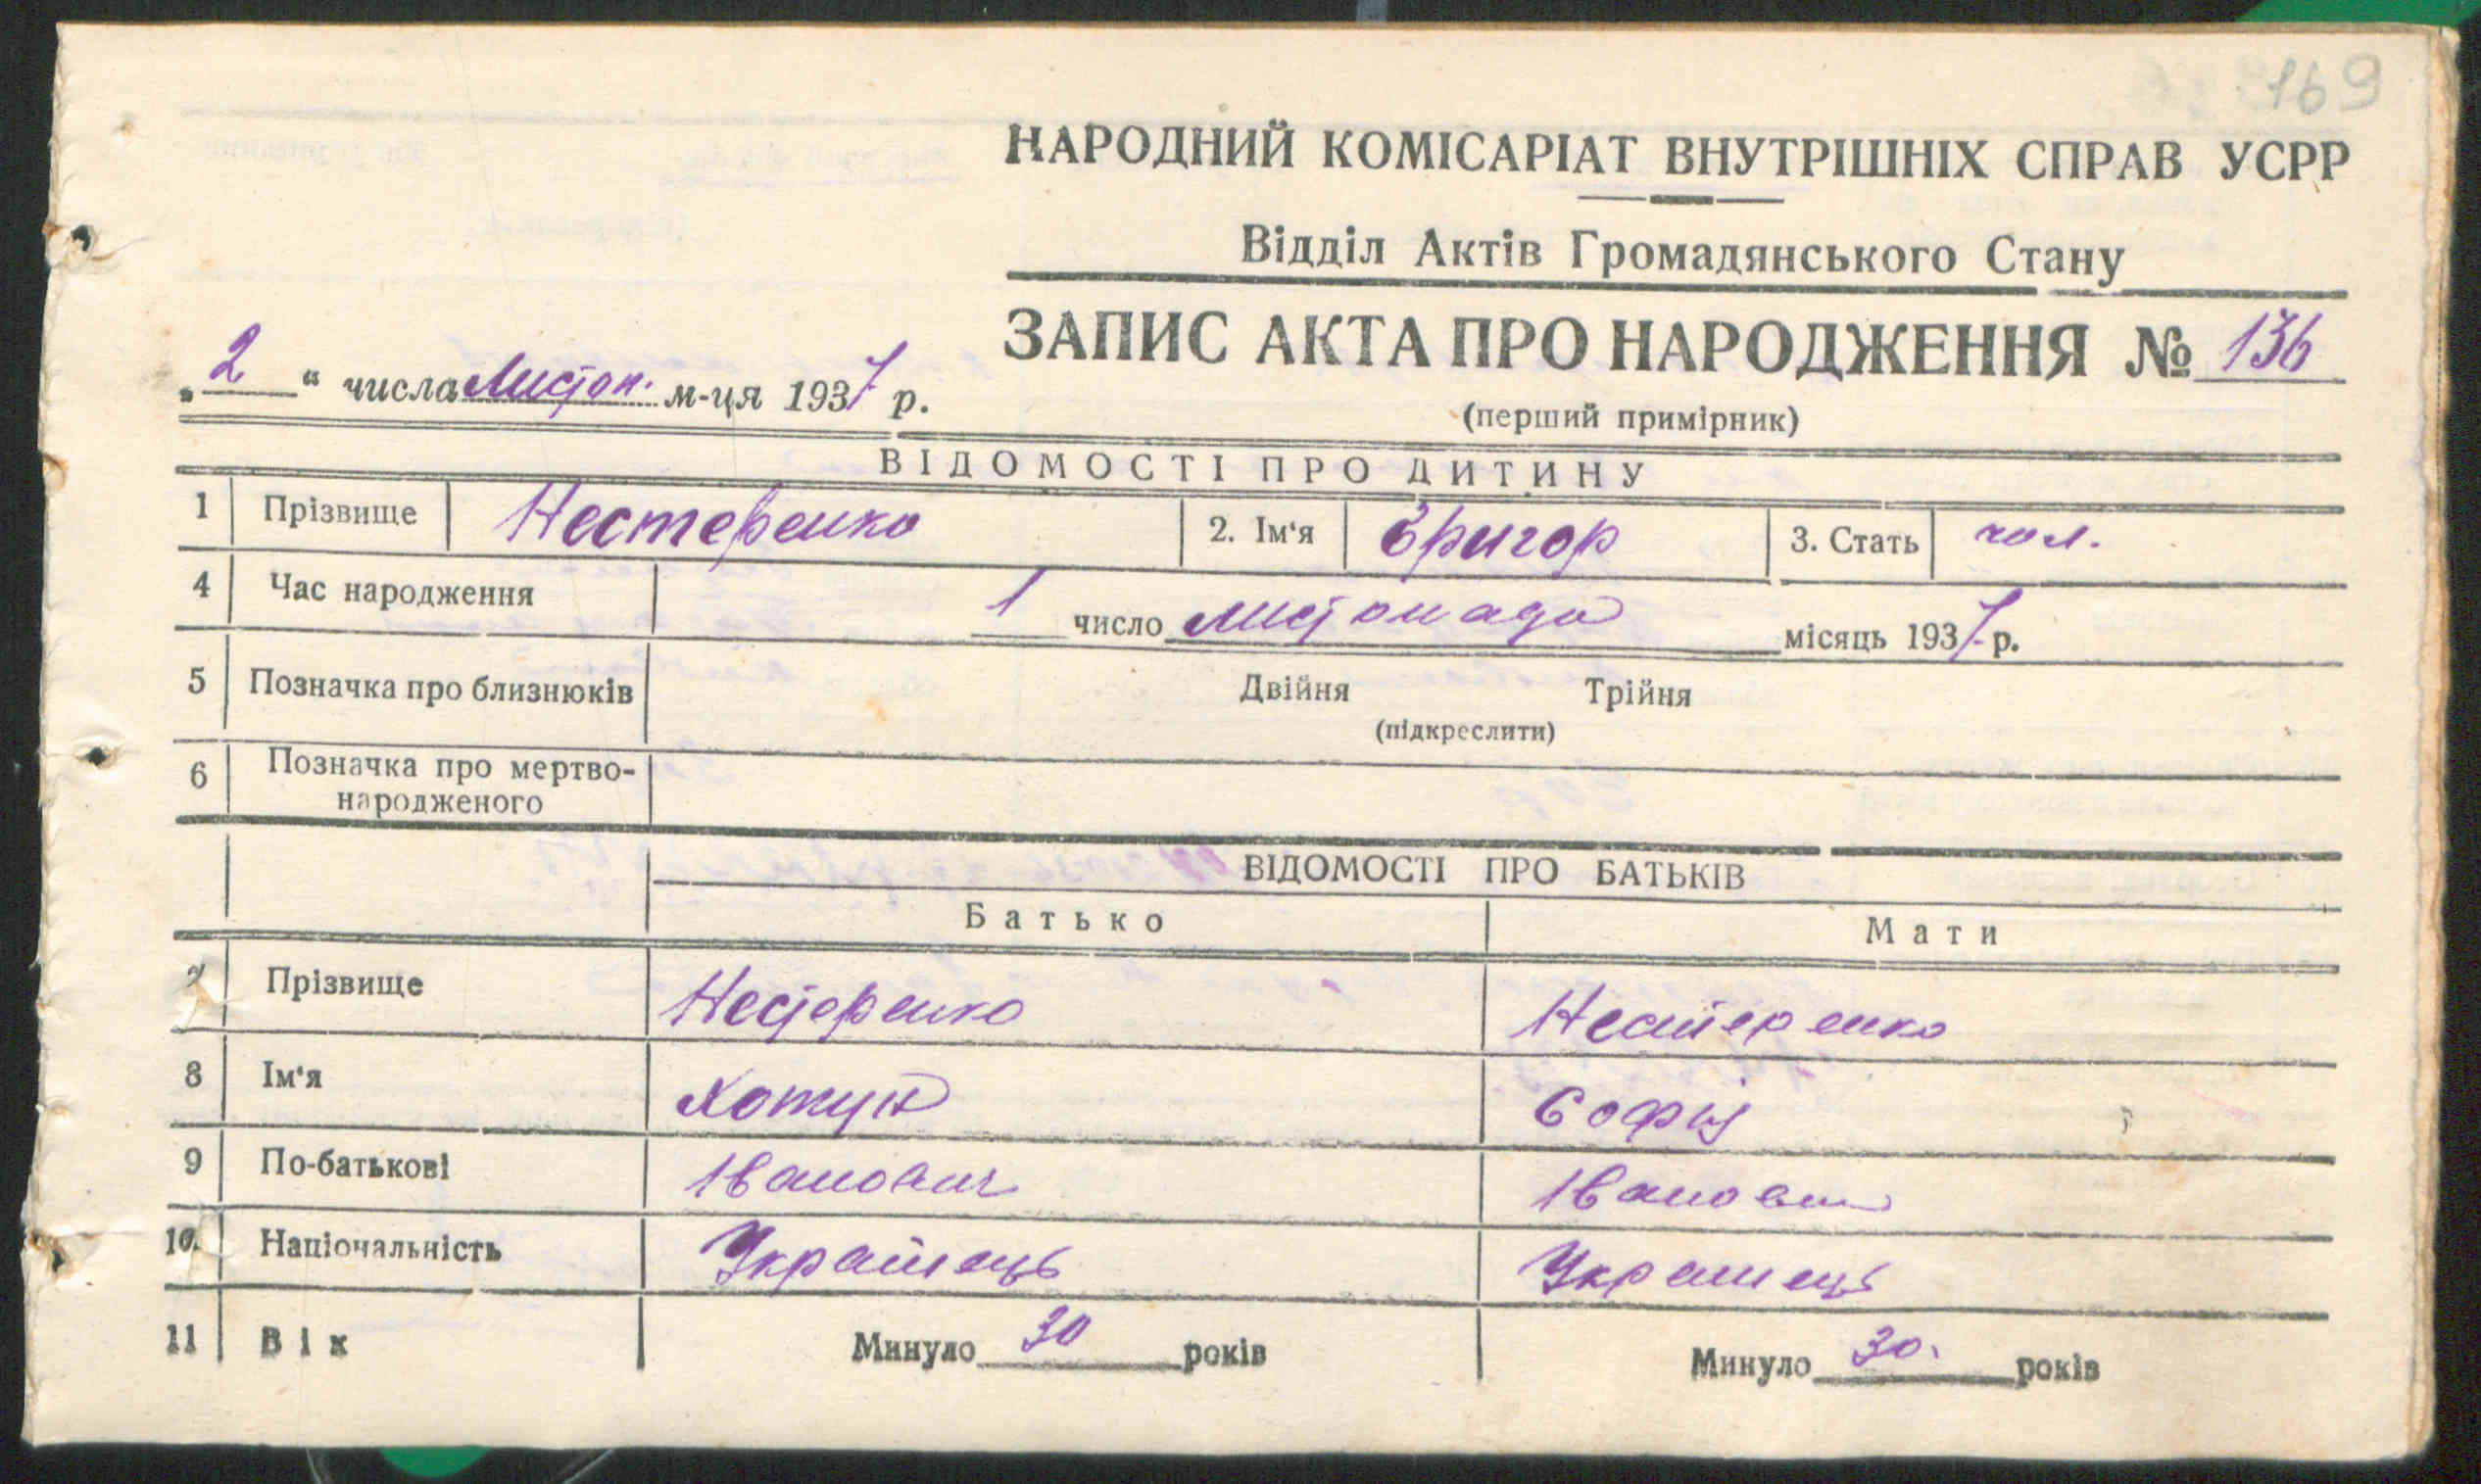 169
НАРОДНИЙ КОМІСАРІАТ ВНУТРІШНІХ СПРАВ УСРР
Відділ Актів Громадянського Стану
ЗАПИС АКТА ПРО НАРОДЖЕННЯ № 136
„2“ числа Листоп. м-ця 1937 р.
(перший примірник)
ВІДОМОСТІ ПРО ДИТИНУ
1 Прізвище Нестеренко 2. Ім‘я Григор 3. Стать чол.
4 Час народження 1 число листопада місяць 1937 р.
5 Позначка про близнюків Двійня Трійня
(підкреслити)
6 Позначка про мертво-
народженого
ВІДОМОСТІ ПРО БАТЬКІВ
Батько Мати
7 Прізвище Нестеренко Нестеренко
8 Ім‘я Софія
9 По-батькові Іванович
10. Національність Українець Українець
11 Вік Минуло 30 років Минуло 30. років